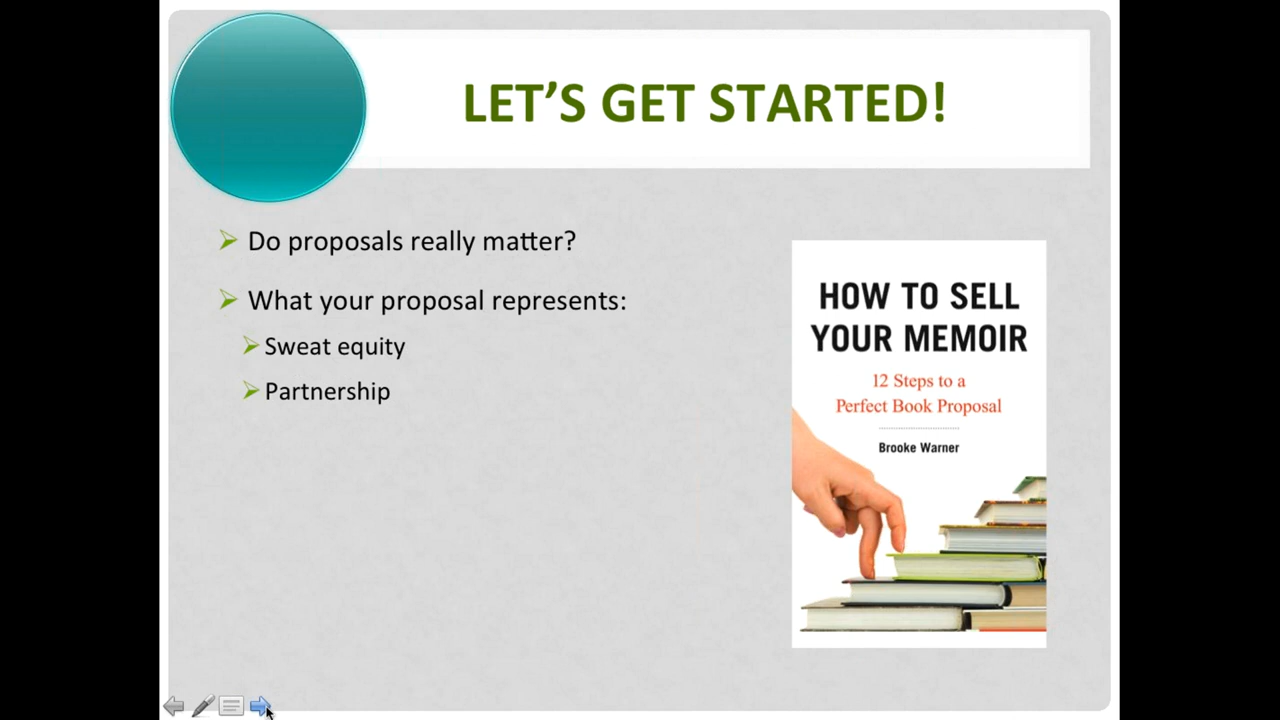 LET’S GET STARTED!
Do proposals really matter?
What your proposal represents:
Sweat equity
Partnership
HOW TO SELL
YOUR MEMOIR
12 Steps to a
Perfect Book Proposal
Brooke Warner